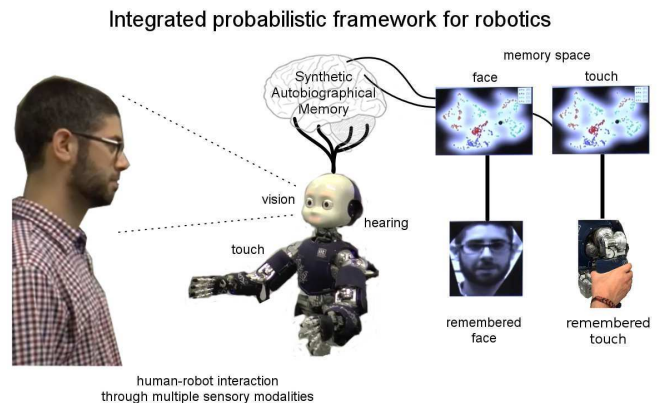 Integrated probabilistic framework for robotics
memory space
face
touch
Synthetic
Autobiographical
Memory
vision
hearing
touch
remembered
face
remembered
touch
human-robot interaction
through multiple sensory modalities